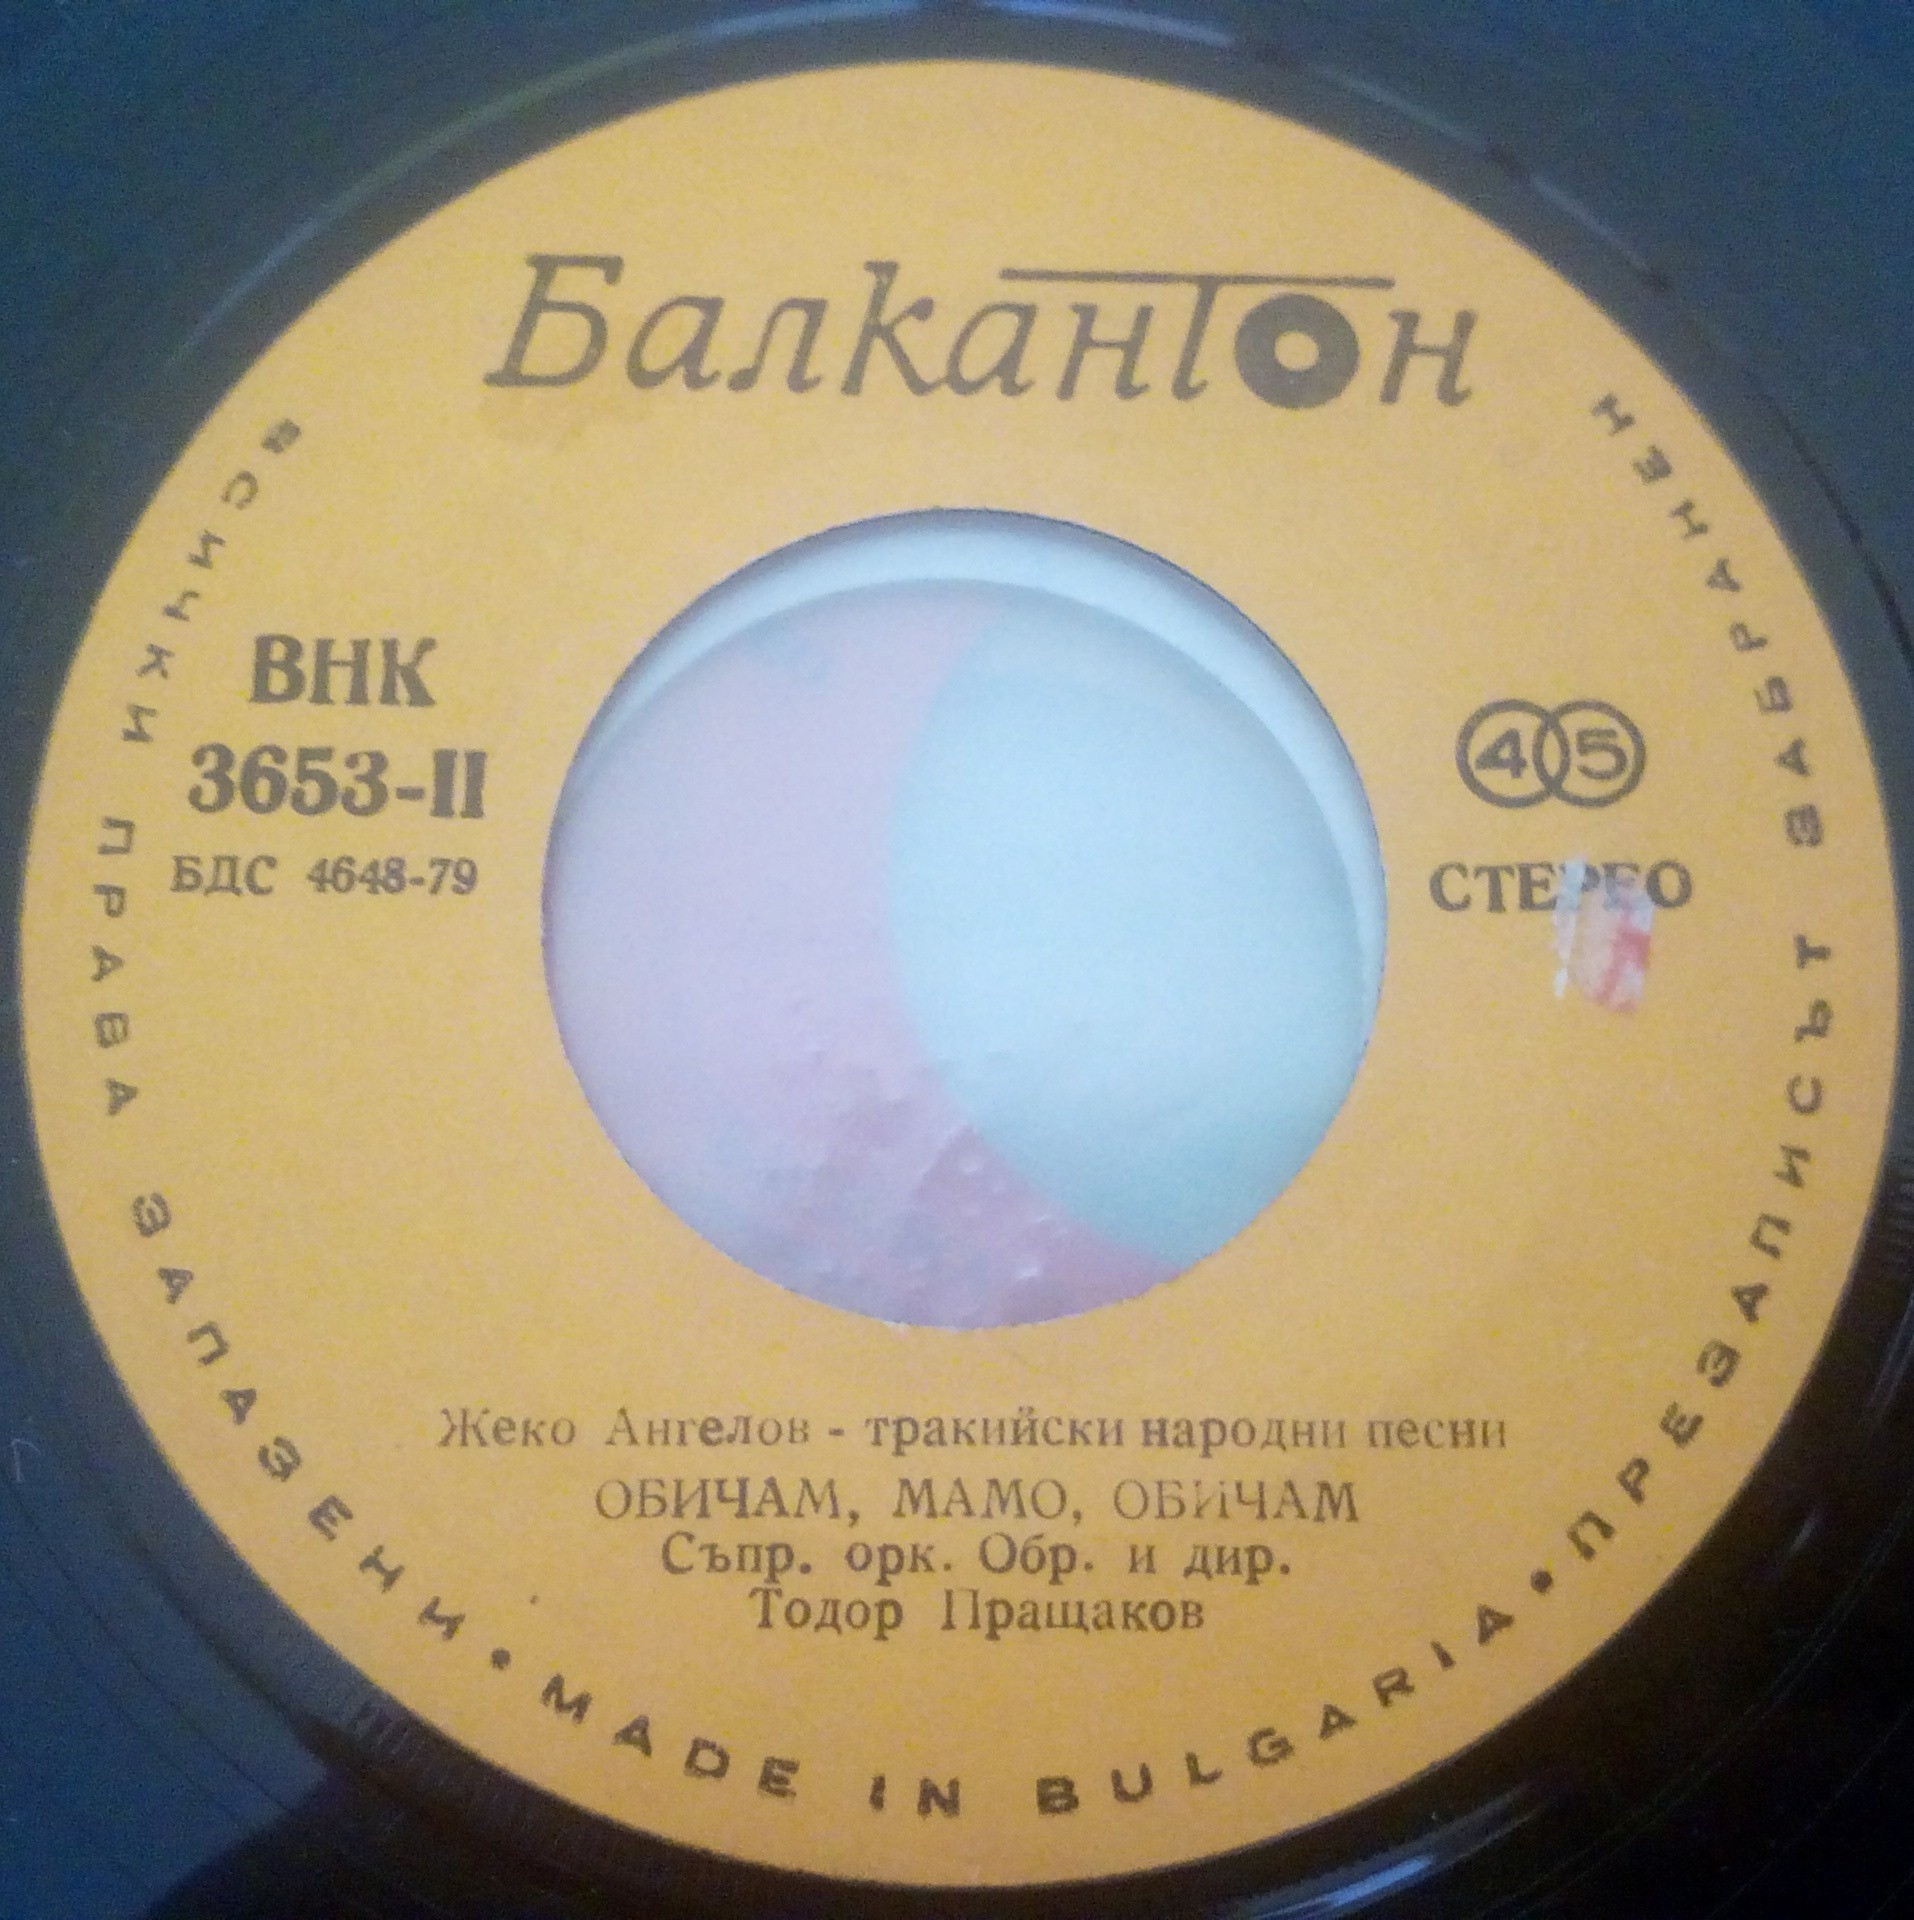 Балкантон
ВНК
3653-II
БДС 4648-79
45
СТЕРЕО
Жеко Ангелов - тракийски народни песни
ОБИЧАМ, МАМО, ОБИЧАМ
Съпр. орк. Обр. и дир.
Тодор Пращаков
ВСИЧКИ ПРАВА ЗАПАЗЕНИ • MADE IN BULGARIA • ПРЕЗАПИСЪТ ЗАБРАНЕН